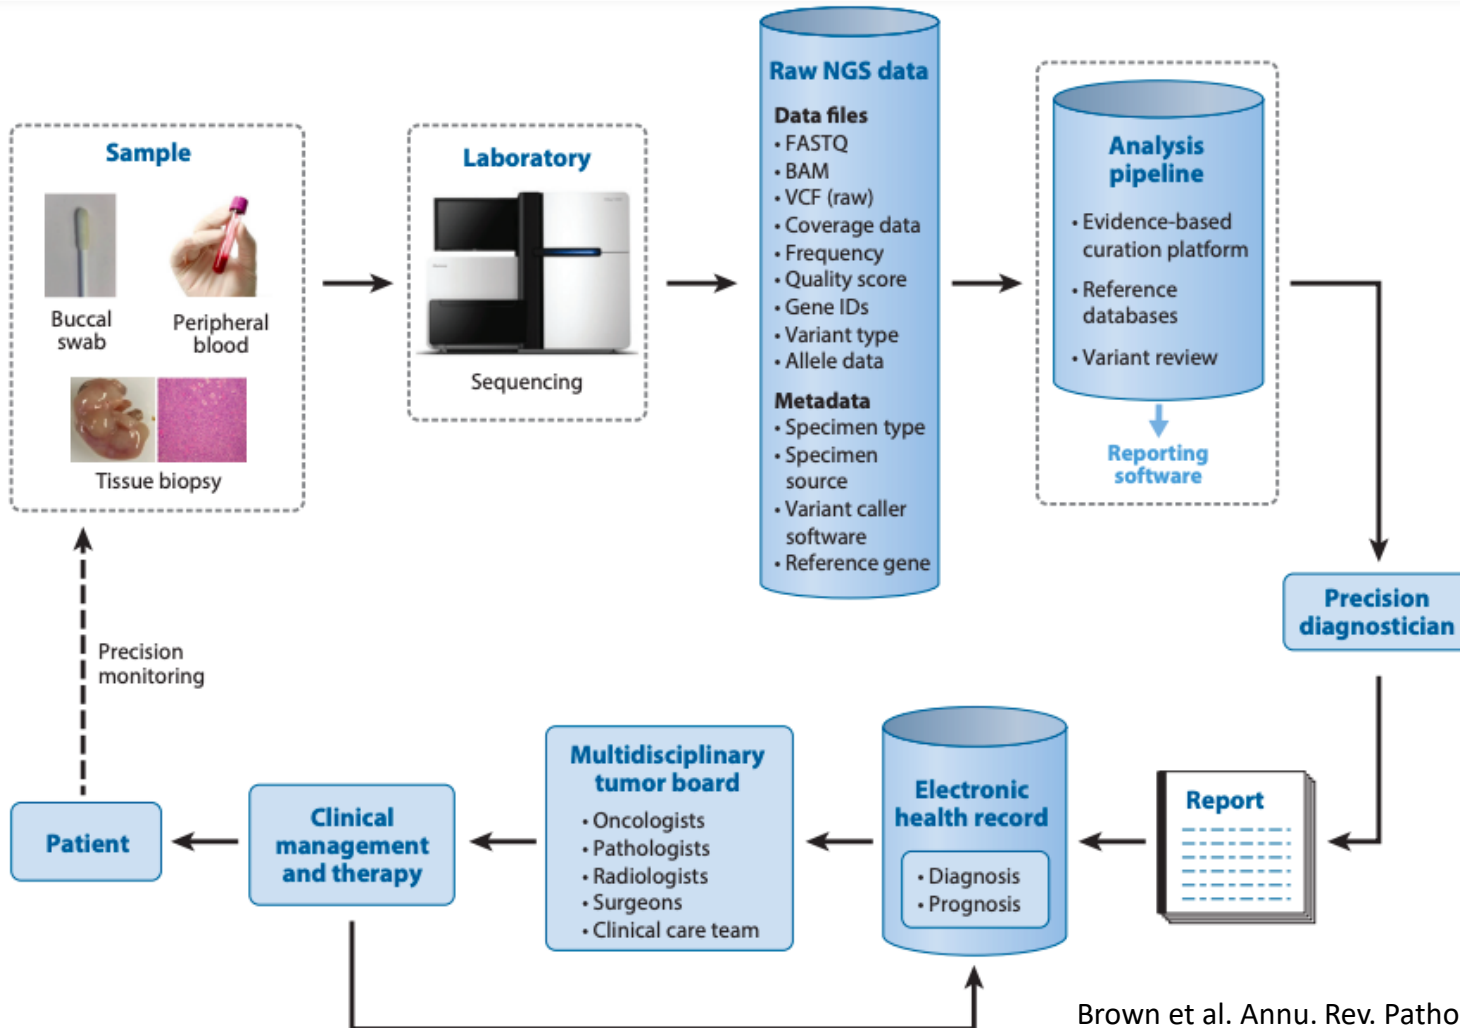 Sample
Buccal
swab
Peripheral
blood
Tissue biopsy
Laboratory
Sequencing
Raw NGS data
Data files
• FASTQ
• BAM
• VCF (raw)
• Coverage data
• Frequency
• Quality score
• Gene IDs
• Variant type
• Allele data
Metadata
• Specimen type
• Specimen
source
• Variant caller
software
• Reference gene
Analysis
pipeline
• Evidence-based
curation platform
• Reference
databases
• Variant review
Reporting
software
Precision
diagnostician
Report
Electronic
health record
• Diagnosis
• Prognosis
Multidisciplinary
tumor board
• Oncologists
• Pathologists
• Radiologists
• Surgeons
• Clinical care team
Clinical
management
and therapy
Patient
Precision
monitoring
Brown et al. Annu. Rev. Patho